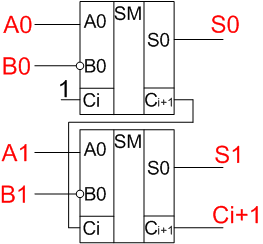 A0 A0 SM S0 S0
B0 B0
1 Ci Ci+1
A1 A0 SM S0 S1
B1 B0
Ci Ci+1 Ci+1